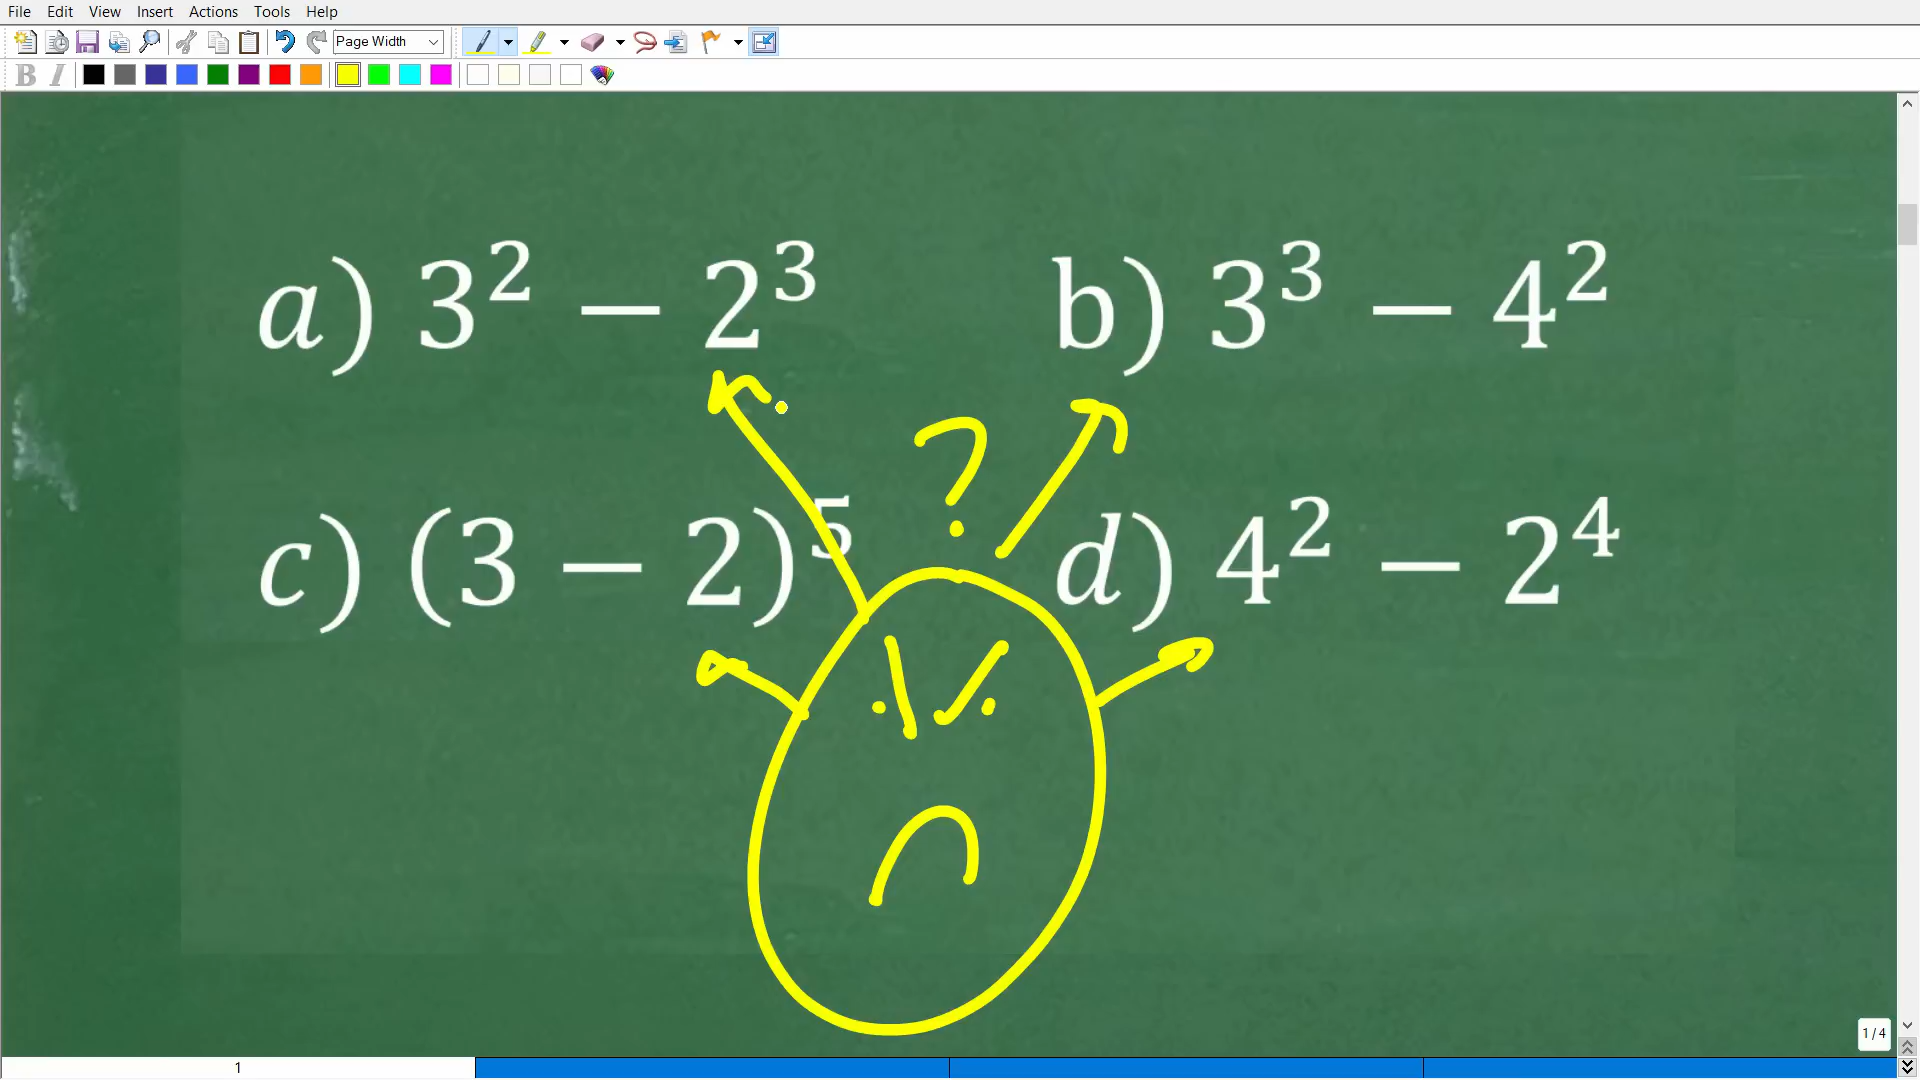 File Edit View Insert Actions Tools Help
Page Width
B I
a) 3² − 2³ b) 3³ − 4²
?
c) (3 − 2)⁵ d) 4² − 2⁴
1 / 4
1